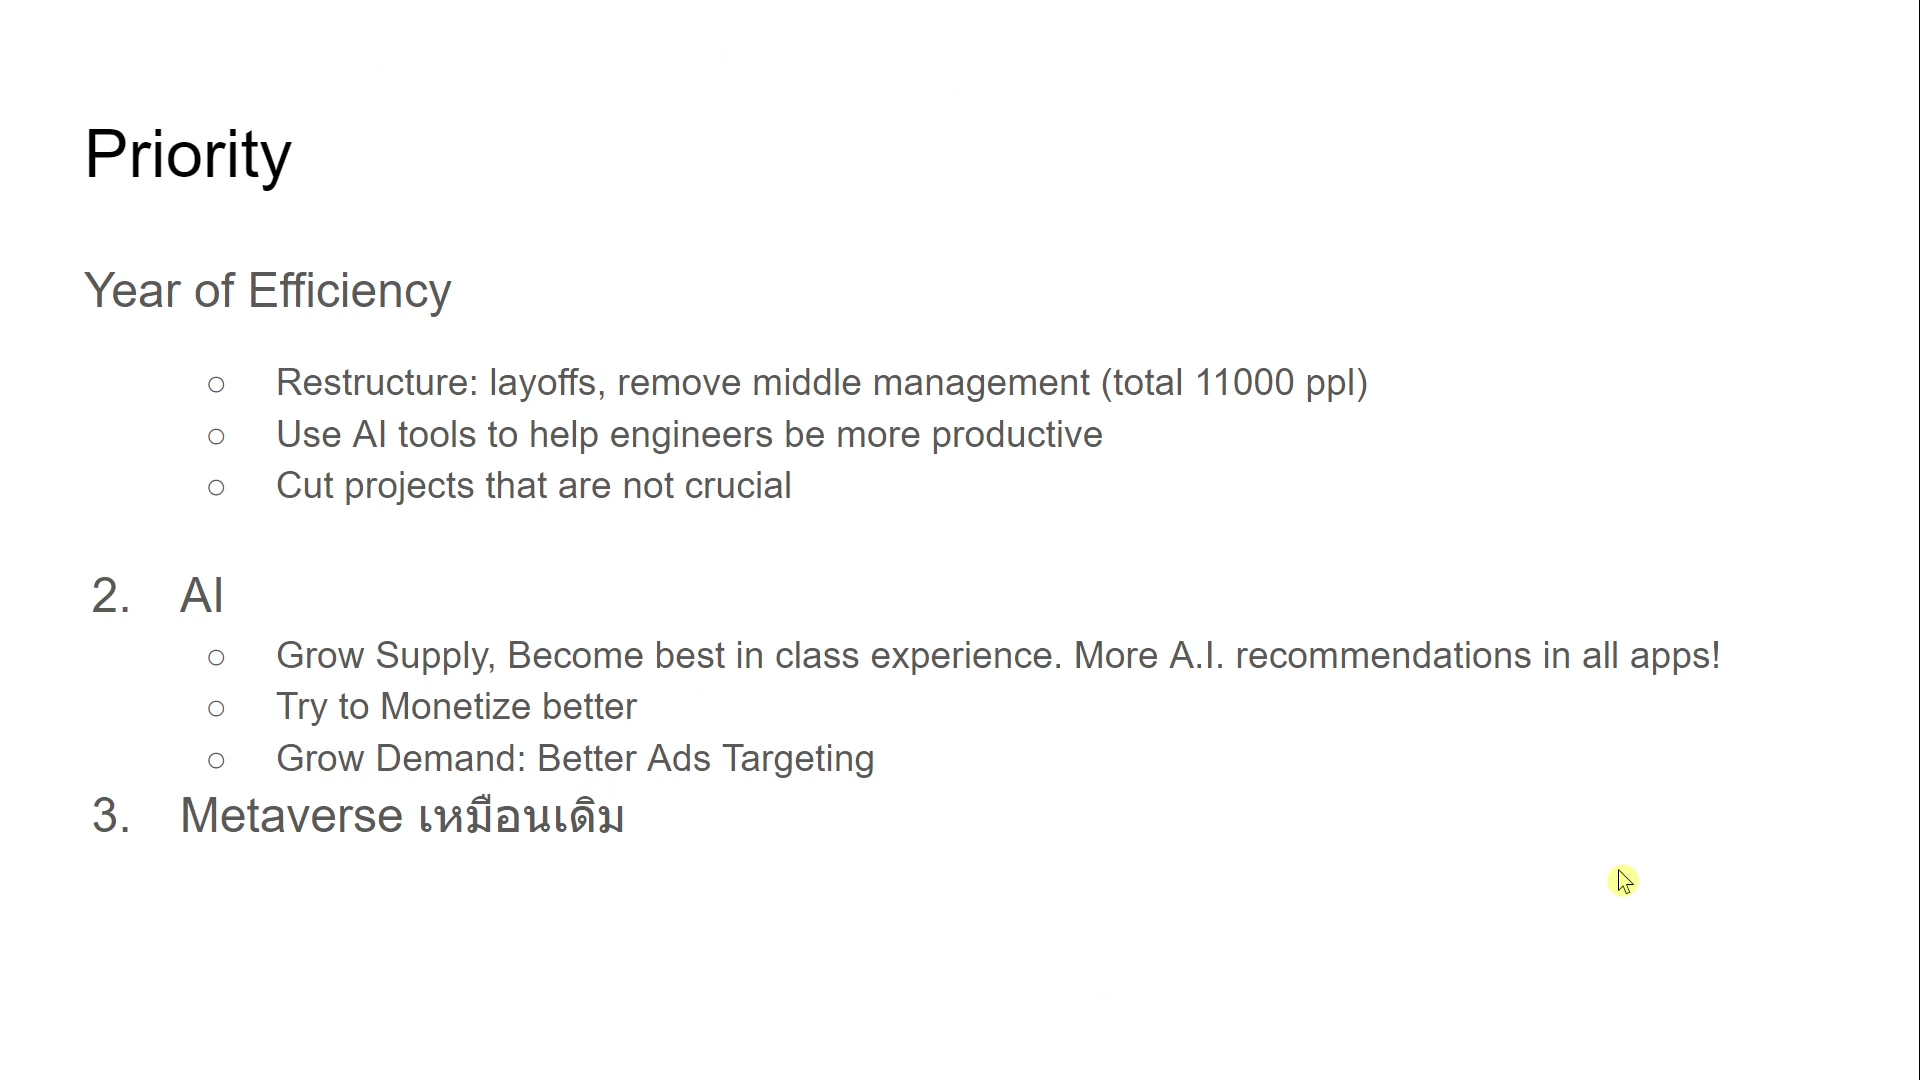 Priority
Year of Efficiency
○ Restructure: layoffs, remove middle management (total 11000 ppl)
○ Use AI tools to help engineers be more productive
○ Cut projects that are not crucial
2. AI
○ Grow Supply, Become best in class experience. More A.I. recommendations in all apps!
○ Try to Monetize better
○ Grow Demand: Better Ads Targeting
3. Metaverse เหมือนเดิม